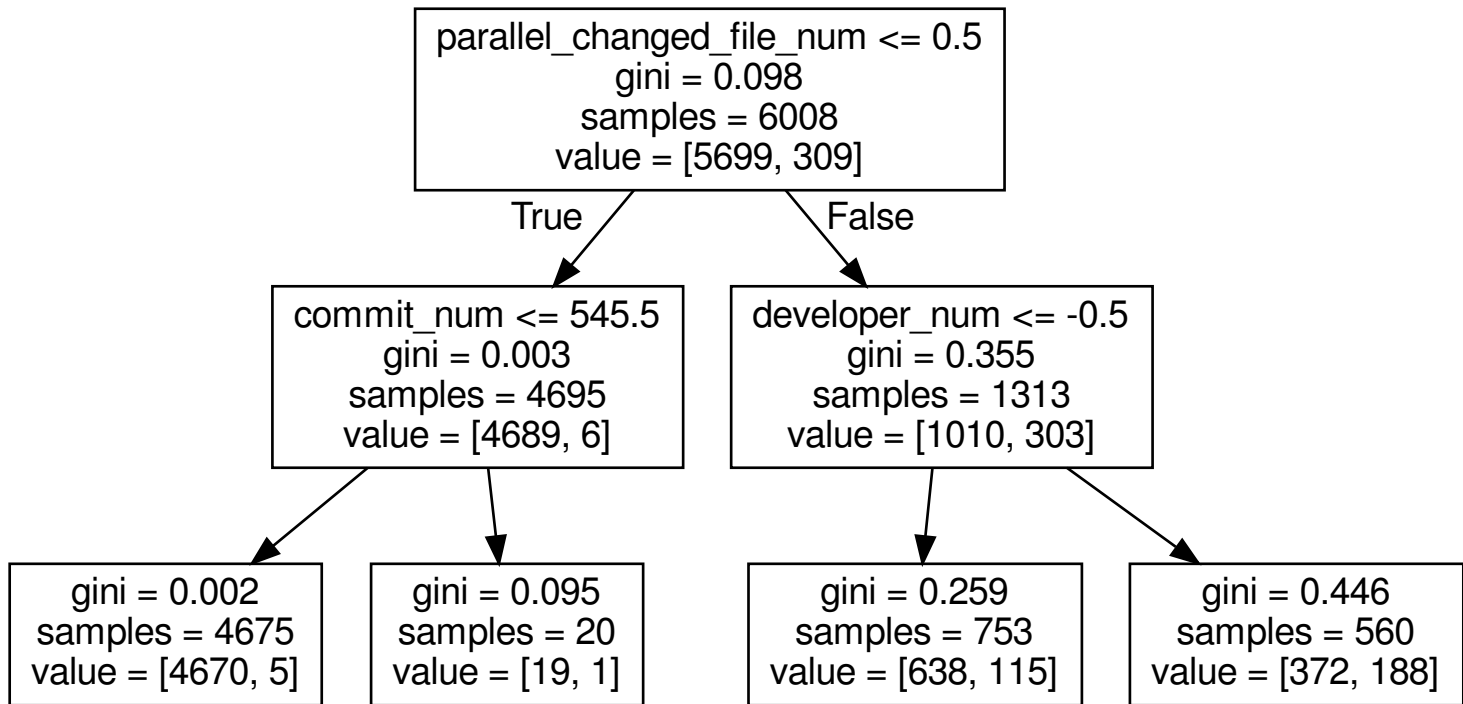 parallel_changed_file_num <= 0.5
gini = 0.098
samples = 6008
value = [5699, 309]
True
False
commit_num <= 545.5
gini = 0.003
samples = 4695
value = [4689, 6]
developer_num <= -0.5
gini = 0.355
samples = 1313
value = [1010, 303]
gini = 0.002
samples = 4675
value = [4670, 5]
gini = 0.095
samples = 20
value = [19, 1]
gini = 0.259
samples = 753
value = [638, 115]
gini = 0.446
samples = 560
value = [372, 188]